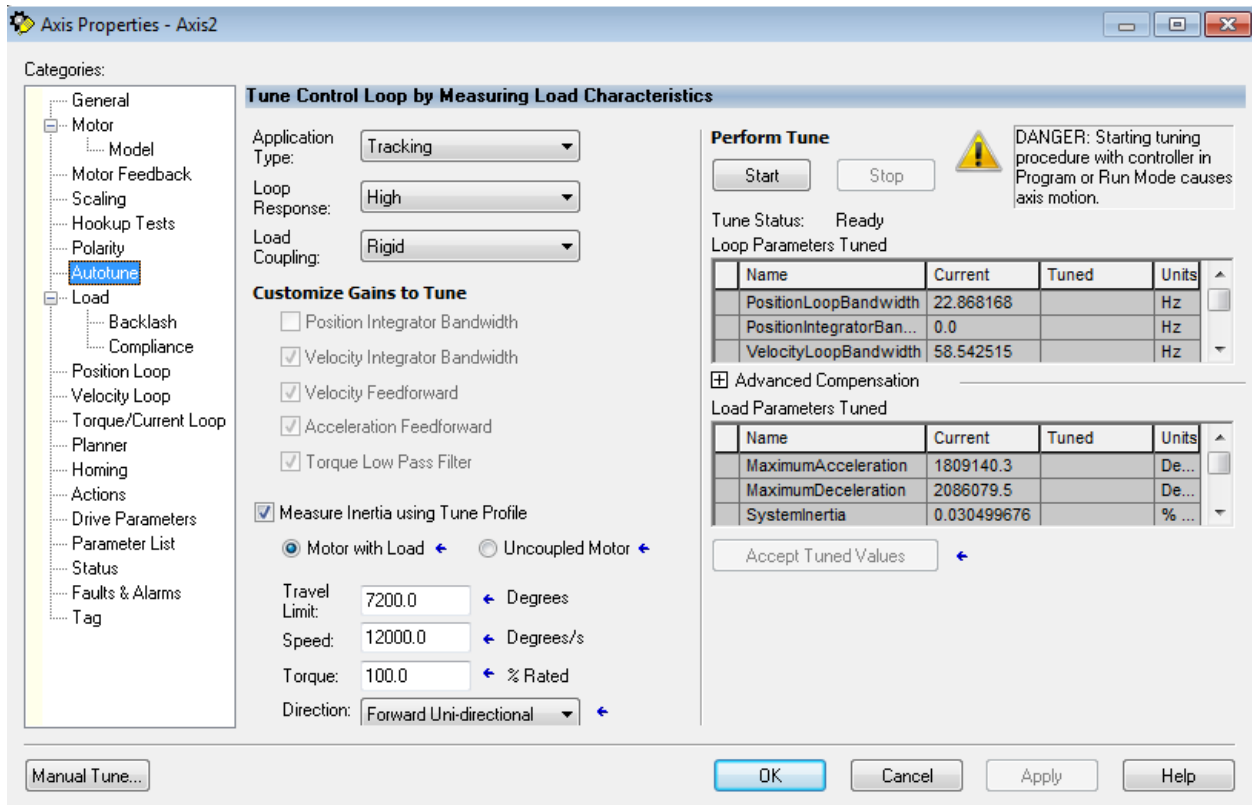 Axis Properties - Axis2
Categories:
General
Motor
Model
Motor Feedback
Scaling
Hookup Tests
Polarity
Autotune
Load
Backlash
Compliance
Position Loop
Velocity Loop
Torque/Current Loop
Planner
Homing
Actions
Drive Parameters
Parameter List
Status
Faults & Alarms
Tag
Tune Control Loop by Measuring Load Characteristics
Application
Type:
Tracking
Loop
Response:
High
Load
Coupling:
Rigid
Customize Gains to Tune
Position Integrator Bandwidth
Velocity Integrator Bandwidth
Velocity Feedforward
Acceleration Feedforward
Torque Low Pass Filter
Measure Inertia using Tune Profile
Motor with Load Uncoupled Motor
Travel
Limit:
7200.0 Degrees
Speed: 12000.0 Degrees/s
Torque: 100.0 % Rated
Direction: Forward Uni-directional
Perform Tune
Start Stop
DANGER: Starting tuning
procedure with controller in
Program or Run Mode causes
axis motion.
Tune Status: Ready
Loop Parameters Tuned
Name Current Tuned Units
PositionLoopBandwidth 22.868168 Hz
PositionIntegratorBan... 0.0 Hz
VelocityLoopBandwidth 58.542515 Hz
Advanced Compensation
Load Parameters Tuned
Name Current Tuned Units
MaximumAcceleration 1809140.3 De...
MaximumDeceleration 2086079.5 De...
SystemInertia 0.030499676 % ...
Accept Tuned Values
Manual Tune...
OK Cancel Apply Help